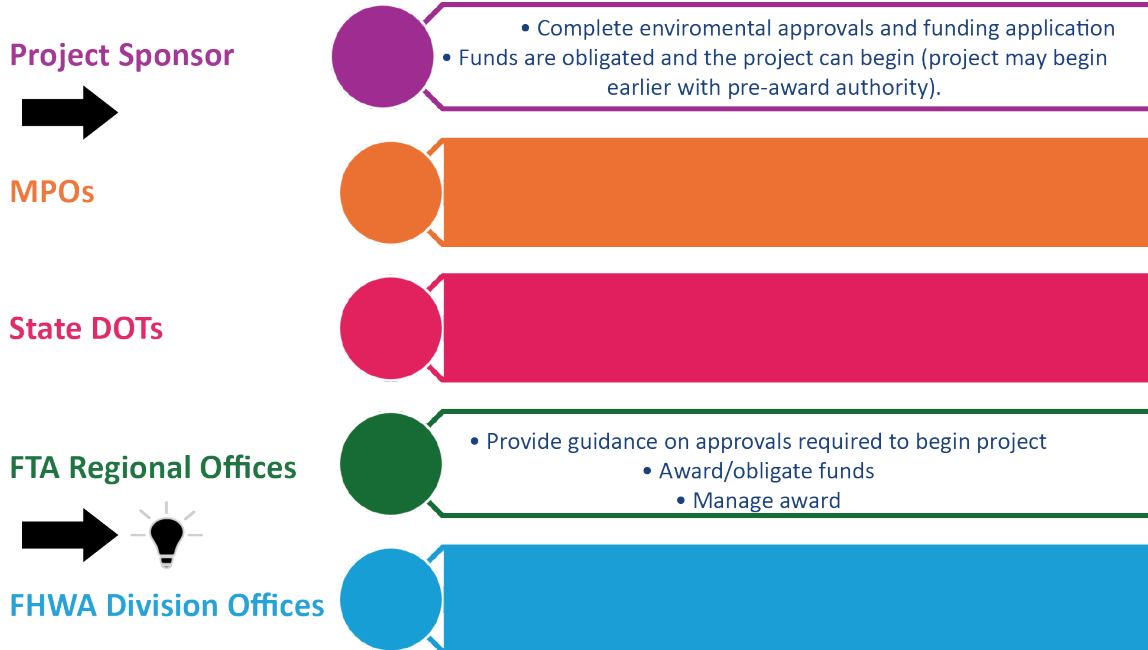 Project Sponsor
• Complete enviromental approvals and funding application
• Funds are obligated and the project can begin (project may begin
earlier with pre-award authority).
MPOs
State DOTs
FTA Regional Offices
• Provide guidance on approvals required to begin project
• Award/obligate funds
• Manage award
FHWA Division Offices